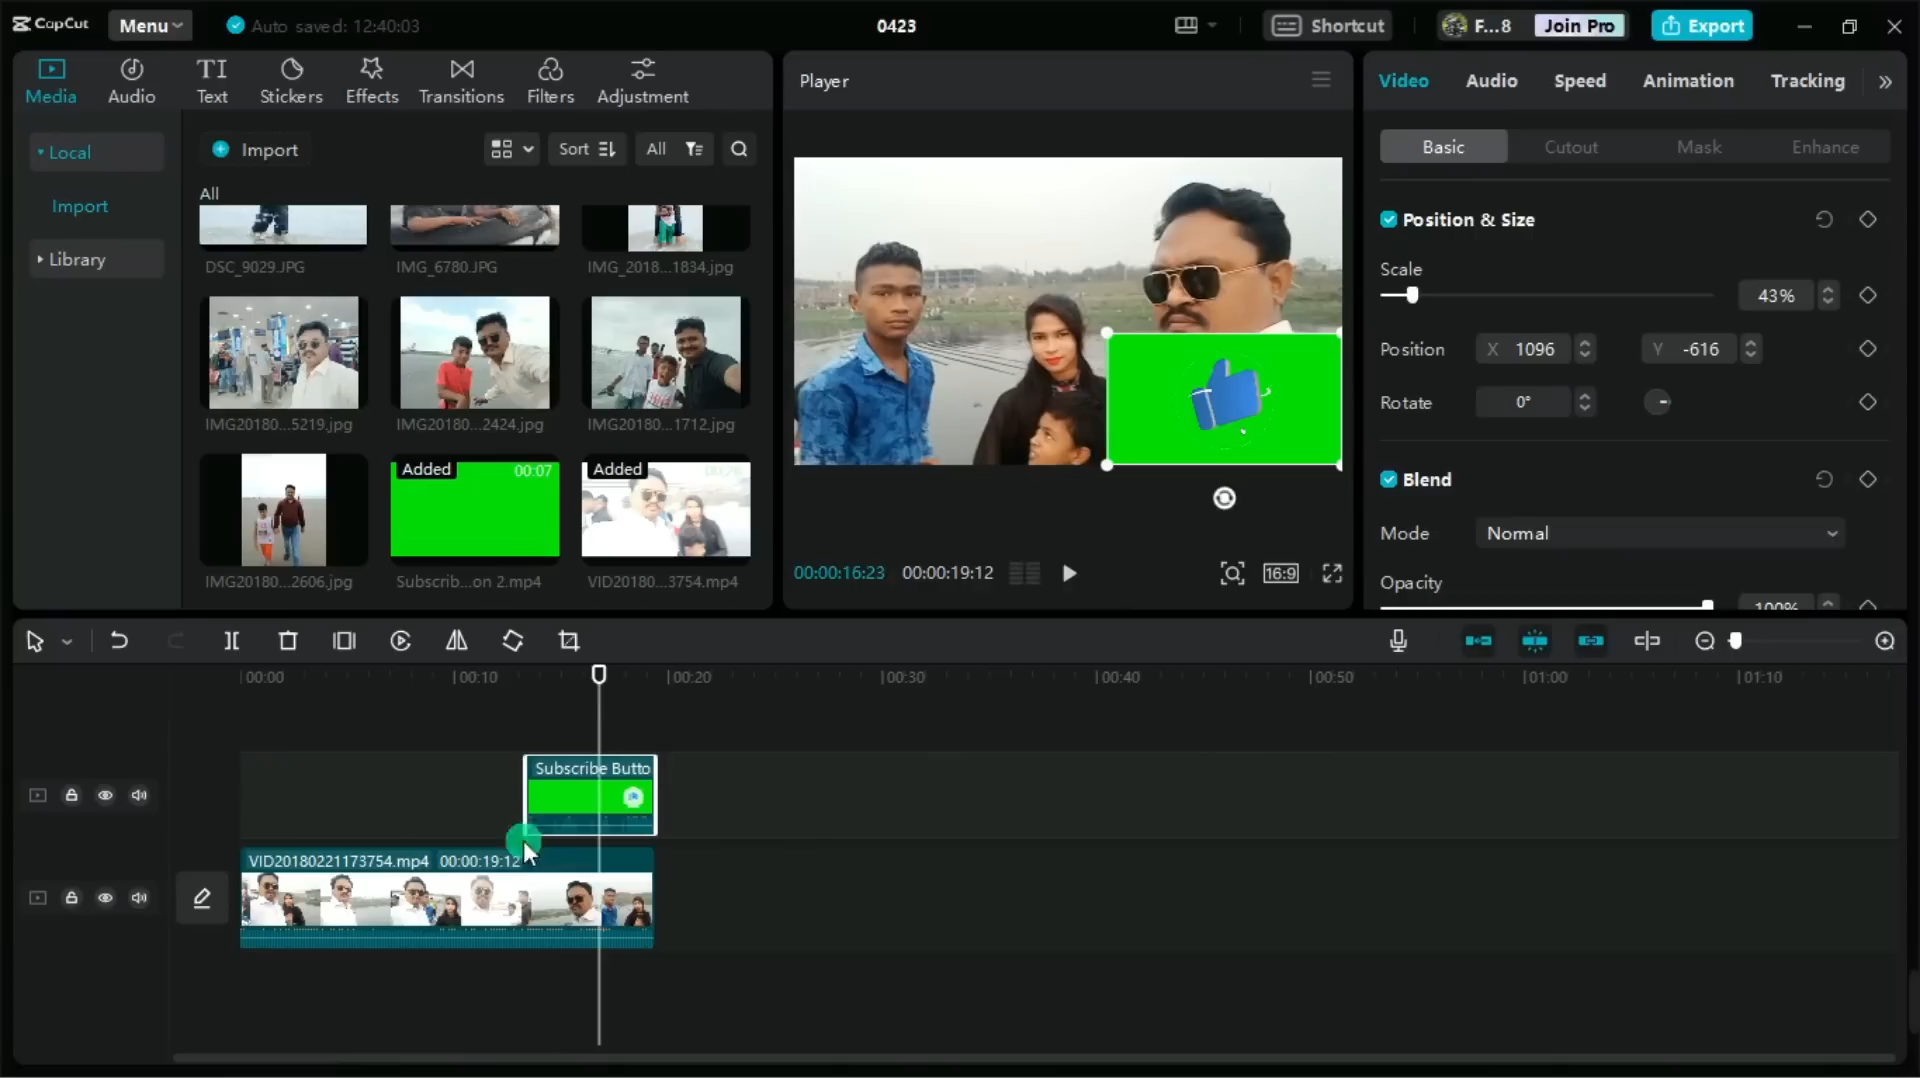 CapCut
Menu
Auto saved: 12:40:03
0423
Shortcut
F...8
Join Pro
Export
Media
Audio
Text
Stickers
Effects
Transitions
Filters
Adjustment
Player
Video
Audio
Speed
Animation
Tracking
Local
Import
Library
Import
Sort
All
All
DSC_9029.JPG
IMG_6780.JPG
IMG_2018...1834.jpg
IMG20180...5219.jpg
IMG20180...2424.jpg
IMG20180...1712.jpg
Added
00:07
Added
IMG20180...2606.jpg
Subscrib...on 2.mp4
VID20180...3754.mp4
00:00:16:23
00:00:19:12
16:9
Basic
Cutout
Mask
Enhance
Position & Size
Scale
43%
Position
X 1096
Y -616
Rotate
0°
Blend
Mode
Normal
Opacity
100%
00:00
00:10
00:20
00:30
00:40
00:50
01:00
01:10
Subscribe Butto
VID20180221173754.mp4 00:00:19:12